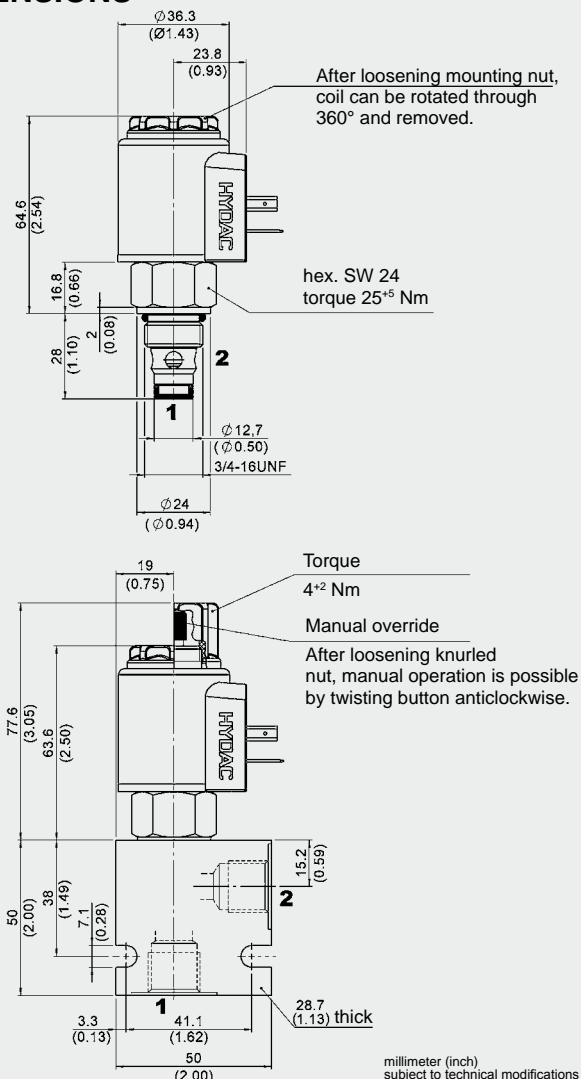 ENSIONS
Ø36.3
(Ø1.43)
23.8
(0.93)
After loosening mounting nut,
coil can be rotated through
360° and removed.
64.6
(2.54)
HYDAC
16.8
(0.66)
hex. SW 24
torque 25+5 Nm
2
(0.08)
28
(1.10)
2
1
Ø12,7
(Ø0.50)
3/4-16UNF
Ø24
(Ø0.94)
19
(0.75)
Torque
4+2 Nm
Manual override
After loosening knurled
nut, manual operation is possible
by twisting button anticlockwise.
77.6
(3.05)
63.6
(2.50)
HYDAC
15.2
(0.59)
2
50
(2.00)
38
(1.49)
7.1
(0.28)
1
28.7
(1.13) thick
3.3
(0.13)
41.1
(1.62)
50
(2.00)
millimeter (inch)
subject to technical modifications